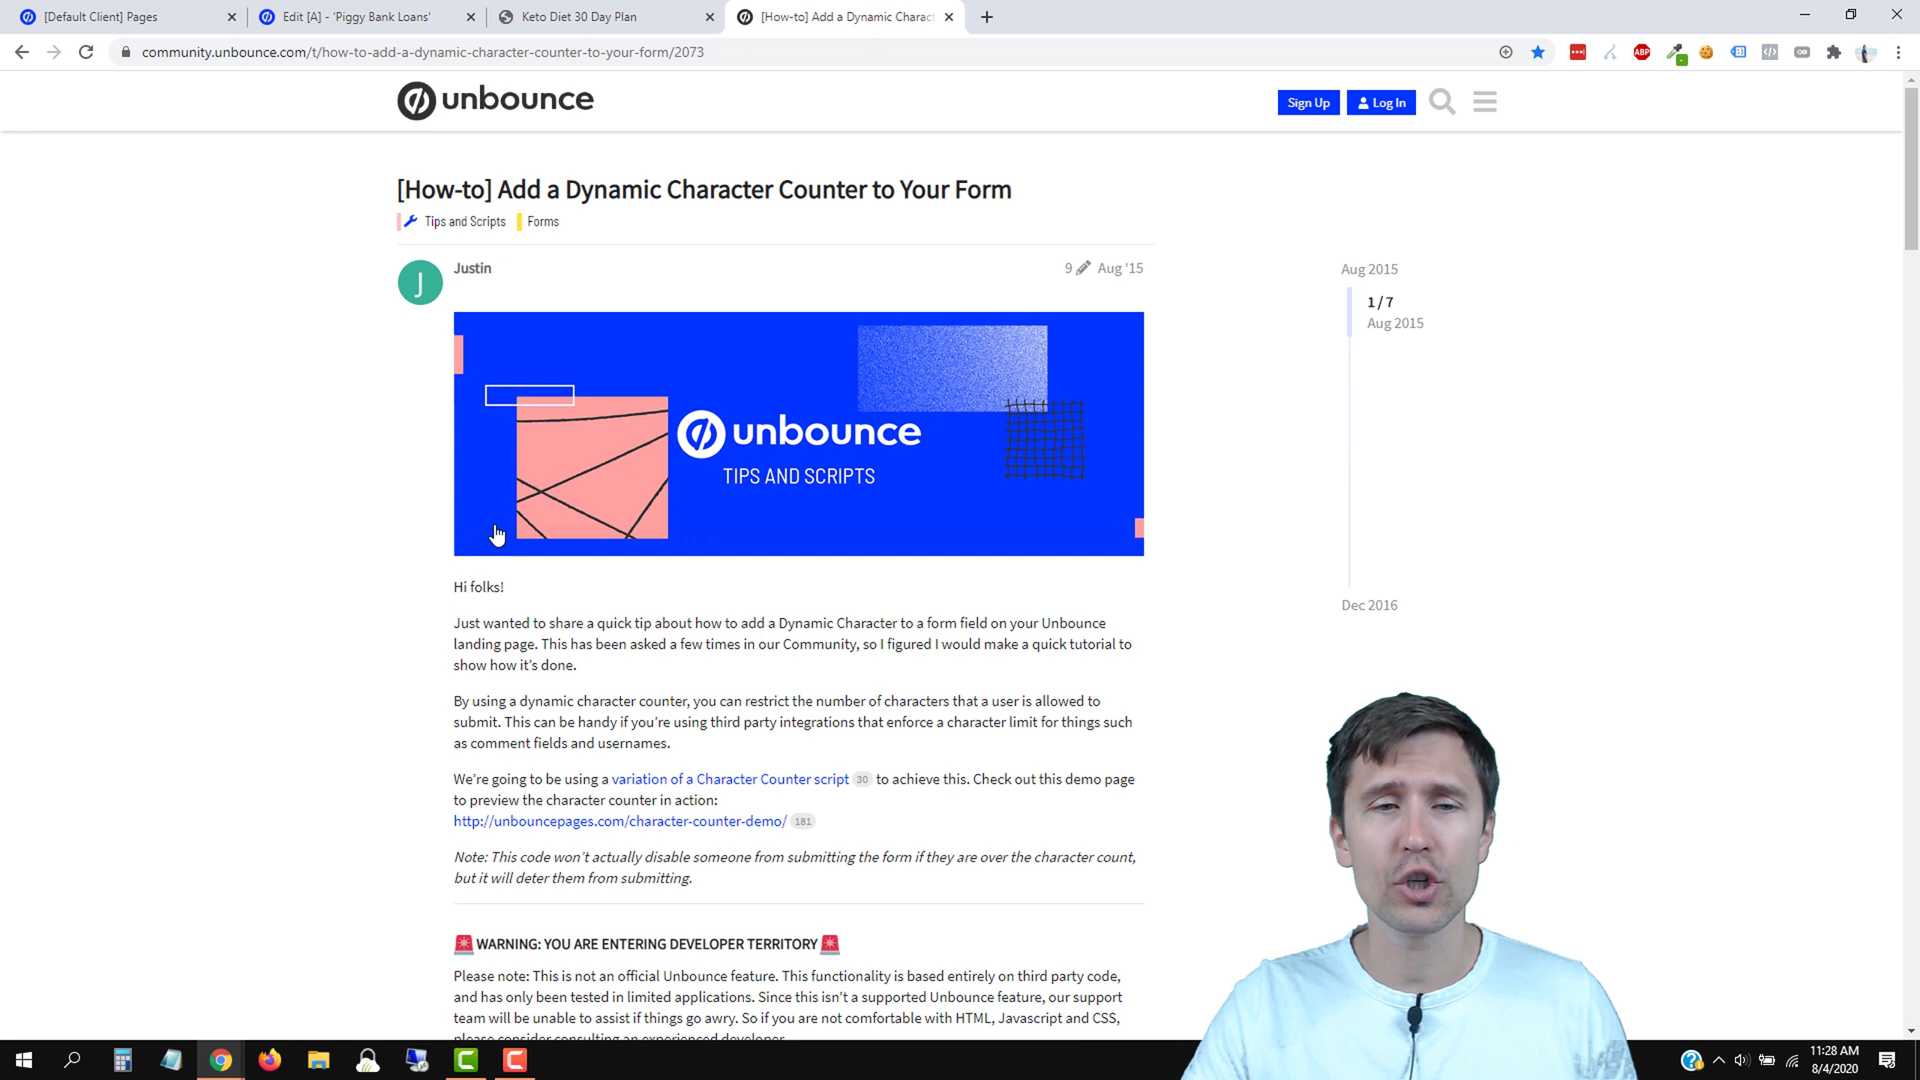 [Default Client] Pages
Edit [A] - 'Piggy Bank Loans'
Keto Diet 30 Day Plan
[How-to] Add a Dynamic Charact
community.unbounce.com/t/how-to-add-a-dynamic-character-counter-to-your-form/2073
ABP
unbounce
Sign Up
Log In
[How-to] Add a Dynamic Character Counter to Your Form
Tips and Scripts
Forms
J
Justin
9
Aug '15
Aug 2015
1 / 7
Aug 2015
Dec 2016
unbounce
TIPS AND SCRIPTS
Hi folks!
Just wanted to share a quick tip about how to add a Dynamic Character to a form field on your Unbounce
landing page. This has been asked a few times in our Community, so I figured I would make a quick tutorial to
show how it's done.
By using a dynamic character counter, you can restrict the number of characters that a user is allowed to
submit. This can be handy if you're using third party integrations that enforce a character limit for things such
as comment fields and usernames.
We're going to be using a variation of a Character Counter script 30 to achieve this. Check out this demo page
to preview the character counter in action:
http://unbouncepages.com/character-counter-demo/ 181
Note: This code won't actually disable someone from submitting the form if they are over the character count,
but it will deter them from submitting.
WARNING: YOU ARE ENTERING DEVELOPER TERRITORY
Please note: This is not an official Unbounce feature. This functionality is based entirely on third party code,
and has only been tested in limited applications. Since this isn't a supported Unbounce feature, our support
team will be unable to assist if things go awry. So if you are not comfortable with HTML, Javascript and CSS,
please consider consulting an experienced developer.
11:28 AM
8/4/2020